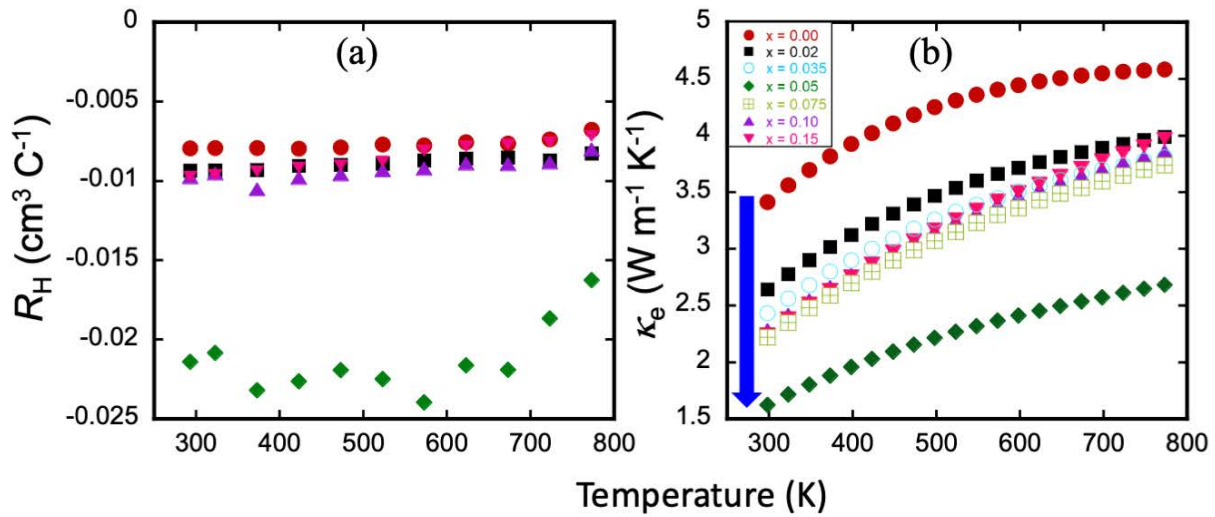 (a)
R_H (cm³ C⁻¹)
0
-0.005
-0.01
-0.015
-0.02
-0.025
300 400 500 600 700 800
(b)
x = 0.00
x = 0.02
x = 0.035
x = 0.05
x = 0.075
x = 0.10
x = 0.15
κ_e (W m⁻¹ K⁻¹)
5
4.5
4
3.5
3
2.5
2
1.5
300 400 500 600 700 800
Temperature (K)